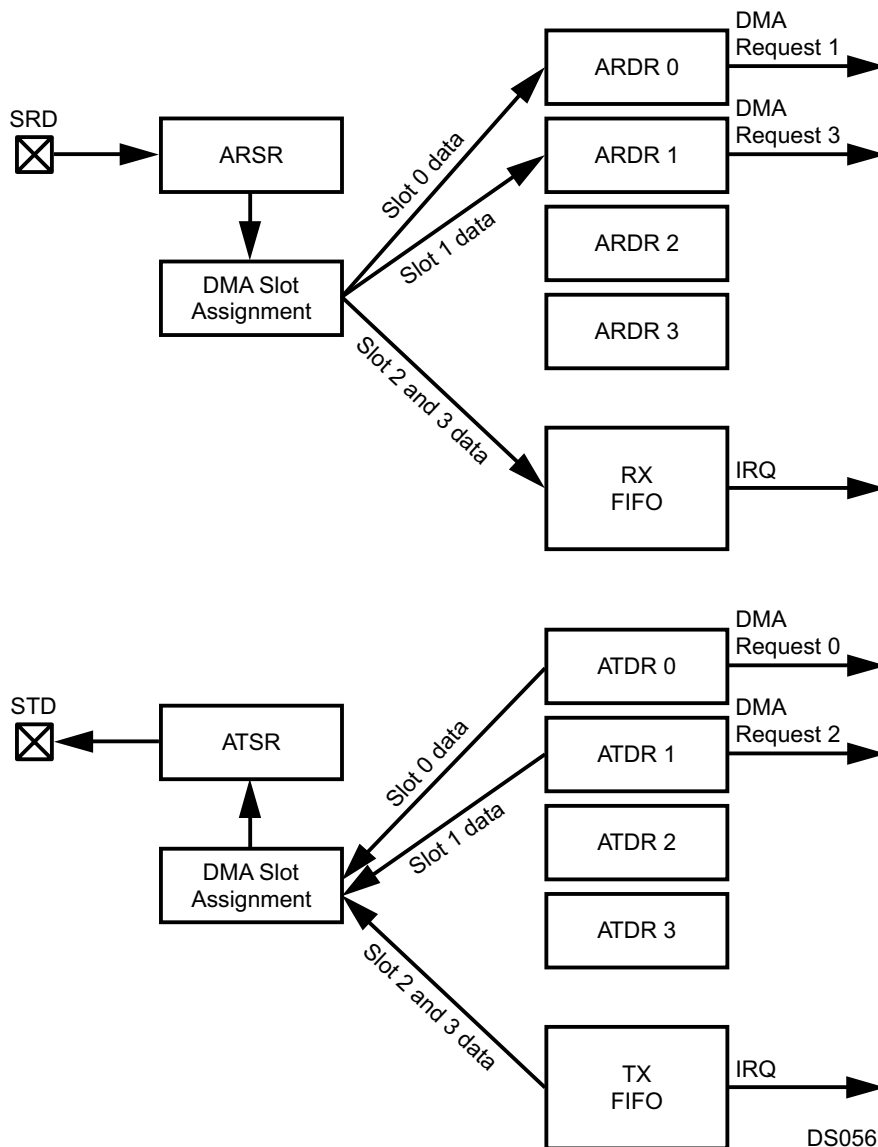 DMA
Request 1
ARDR 0
SRD
DMA
Request 3
ARSR
ARDR 1
Slot 0 data
Slot 1 data
ARDR 2
DMA Slot
Assignment
ARDR 3
Slot 2 and 3 data
RX
FIFO
IRQ
DMA
Request 0
ATDR 0
STD
DMA
Request 2
ATSR
ATDR 1
Slot 0 data
Slot 1 data
ATDR 2
DMA Slot
Assignment
ATDR 3
Slot 2 and 3 data
TX
FIFO
IRQ
DS056